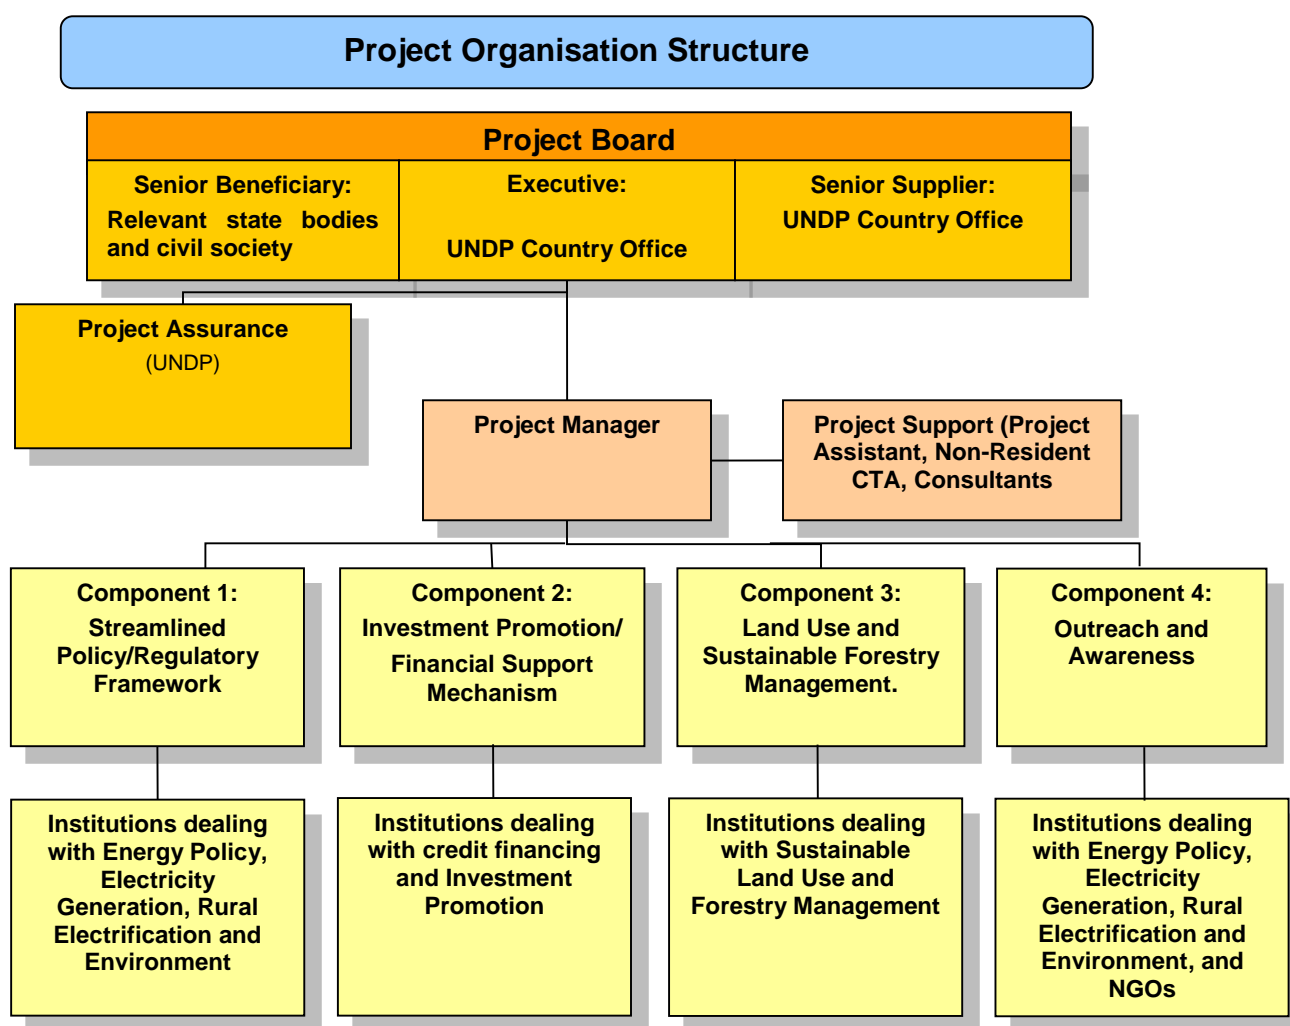 Project Organisation Structure
Project Board
Senior Beneficiary:
Relevant state bodies
and civil society
Executive:
UNDP Country Office
Senior Supplier:
UNDP Country Office
Project Assurance
(UNDP)
Project Manager
Project Support (Project
Assistant, Non-Resident
CTA, Consultants
Component 1:
Streamlined
Policy/Regulatory
Framework
Component 2:
Investment Promotion/
Financial Support
Mechanism
Component 3:
Land Use and
Sustainable Forestry
Management.
Component 4:
Outreach and
Awareness
Institutions dealing
with Energy Policy,
Electricity
Generation, Rural
Electrification and
Environment
Institutions dealing
with credit financing
and Investment
Promotion
Institutions dealing
with Sustainable
Land Use and
Forestry Management
Institutions dealing
with Energy Policy,
Electricity
Generation, Rural
Electrification and
Environment, and
NGOs